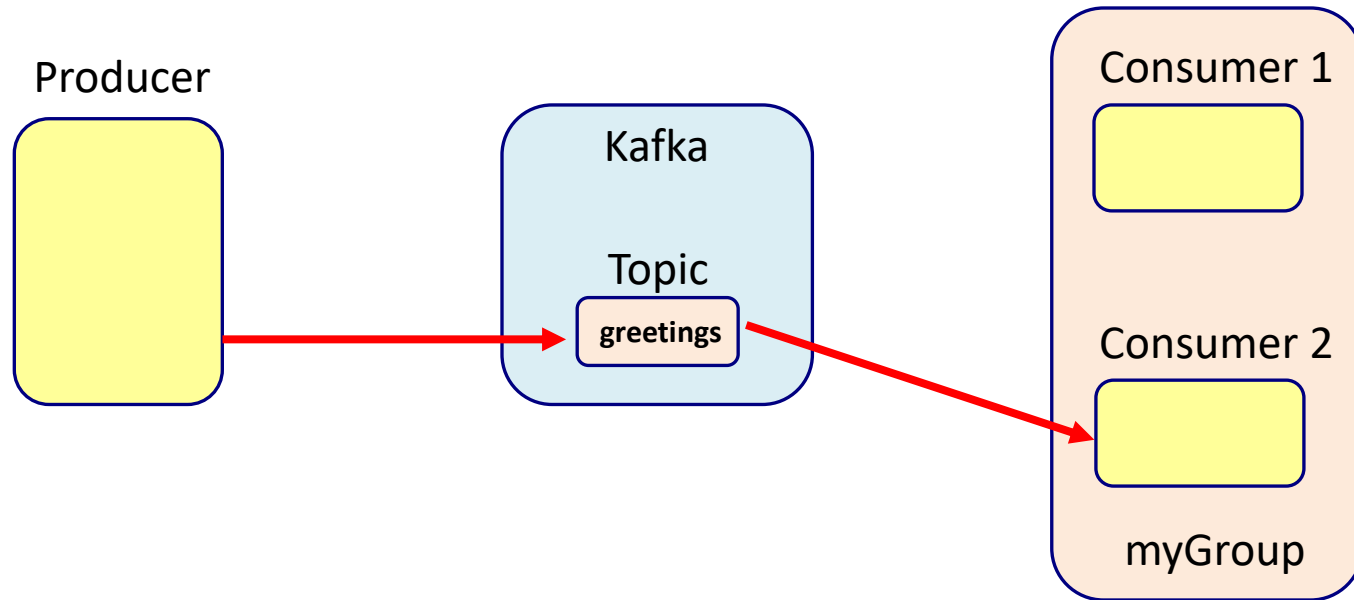 Producer
Kafka
Topic
greetings
Consumer 1
Consumer 2
myGroup